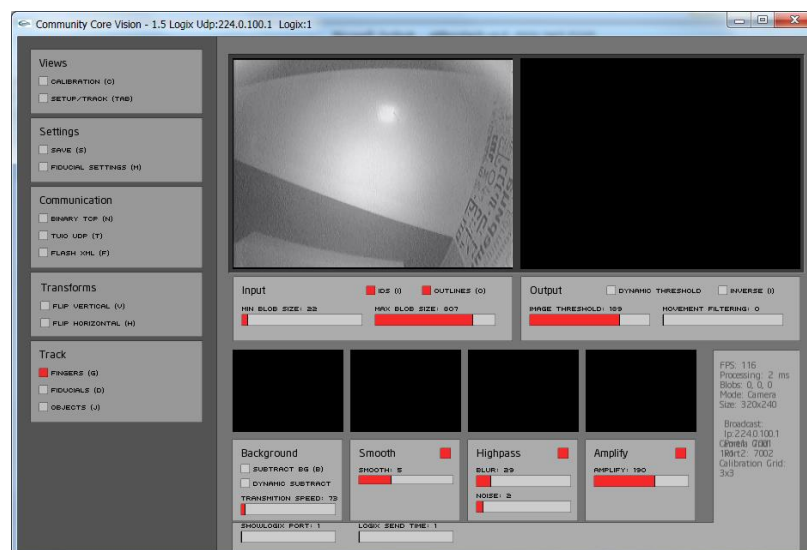 Community Core Vision - 1.5 Logix Udp:224.0.100.1 Logix:1
Views
CALIBRATION (C)
SETUP/TRACK (TAB)
Settings
SAVE (S)
FIDUCIAL SETTINGS (H)
Communication
BINARY TCP (N)
TUIO UDP (T)
FLASH XML (F)
Transforms
FLIP VERTICAL (V)
FLIP HORIZONTAL (H)
Track
FINGERS (G)
FIDUCIALS (D)
OBJECTS (J)
Input
IDS (I)
OUTLINES (O)
MIN BLOB SIZE: 22
MAX BLOB SIZE: 807
Output
DYNAMIC THRESHOLD
INVERSE (I)
IMAGE THRESHOLD: 189
MOVEMENT FILTERING: 0
Background
SUBTRACT BG (B)
DYNAMIC SUBTRACT
TRANSMITION SPEED: 73
Smooth
SMOOTH: 5
Highpass
BLUR: 29
NOISE: 2
Amplify
AMPLIFY: 190
FPS: 116
Processing: 2 ms
Blobs: 0, 0, 0
Mode: Camera
Size: 320x240
Broadcast:
Ip:224.0.100.1
Port2: 7002
Calibration Grid:
3x3
SHOWLOGIX PORT: 1
LOGIX SEND TIME: 1